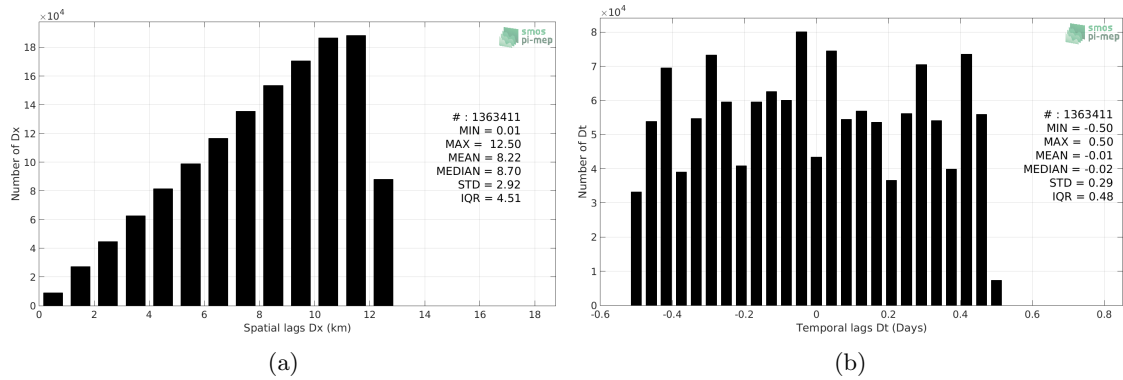 ×10⁴
18
16
14
12
10
8
6
4
2
0
Number of Dx
smos
pi-mep
# : 1363411
MIN = 0.01
MAX = 12.50
MEAN = 8.22
MEDIAN = 8.70
STD = 2.92
IQR = 4.51
0 2 4 6 8 10 12 14 16 18
Spatial lags Dx (km)
(a)
×10⁴
8
7
6
5
4
3
2
1
0
Number of Dt
smos
pi-mep
# : 1363411
MIN = -0.50
MAX = 0.50
MEAN = -0.01
MEDIAN = -0.02
STD = 0.29
IQR = 0.48
-0.6 -0.4 -0.2 0 0.2 0.4 0.6 0.8
Temporal lags Dt (Days)
(b)